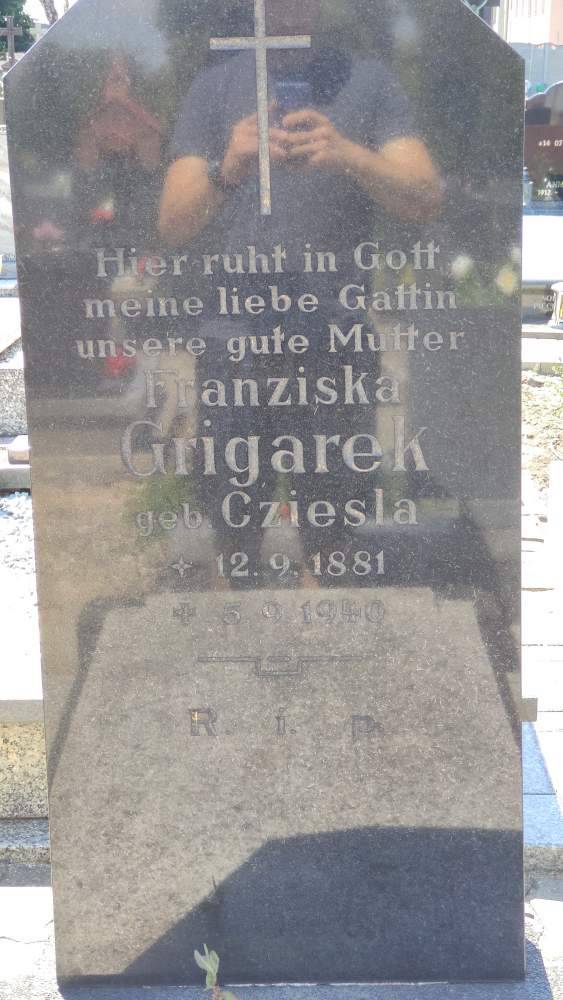 Hier ruht in Gott
meine liebe Gattin
unsere gute Mutter
Franziska
Grigarek
geb. Cziesla
12.9.1881
5 9 1940
R. i. p.